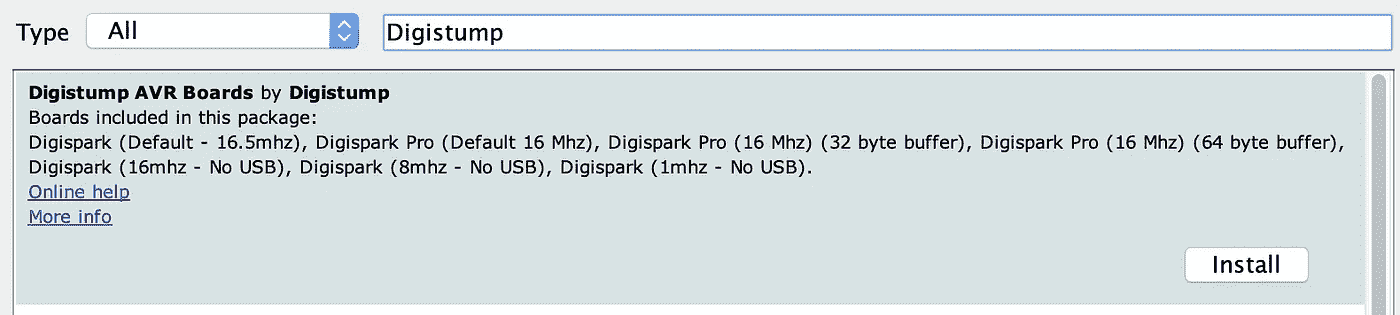 Type All Digistump
Digistump AVR Boards by Digistump
Boards included in this package:
Digispark (Default - 16.5mhz), Digispark Pro (Default 16 Mhz), Digispark Pro (16 Mhz) (32 byte buffer), Digispark Pro (16 Mhz) (64 byte buffer),
Digispark (16mhz - No USB), Digispark (8mhz - No USB), Digispark (1mhz - No USB).
Online help
More info
Install